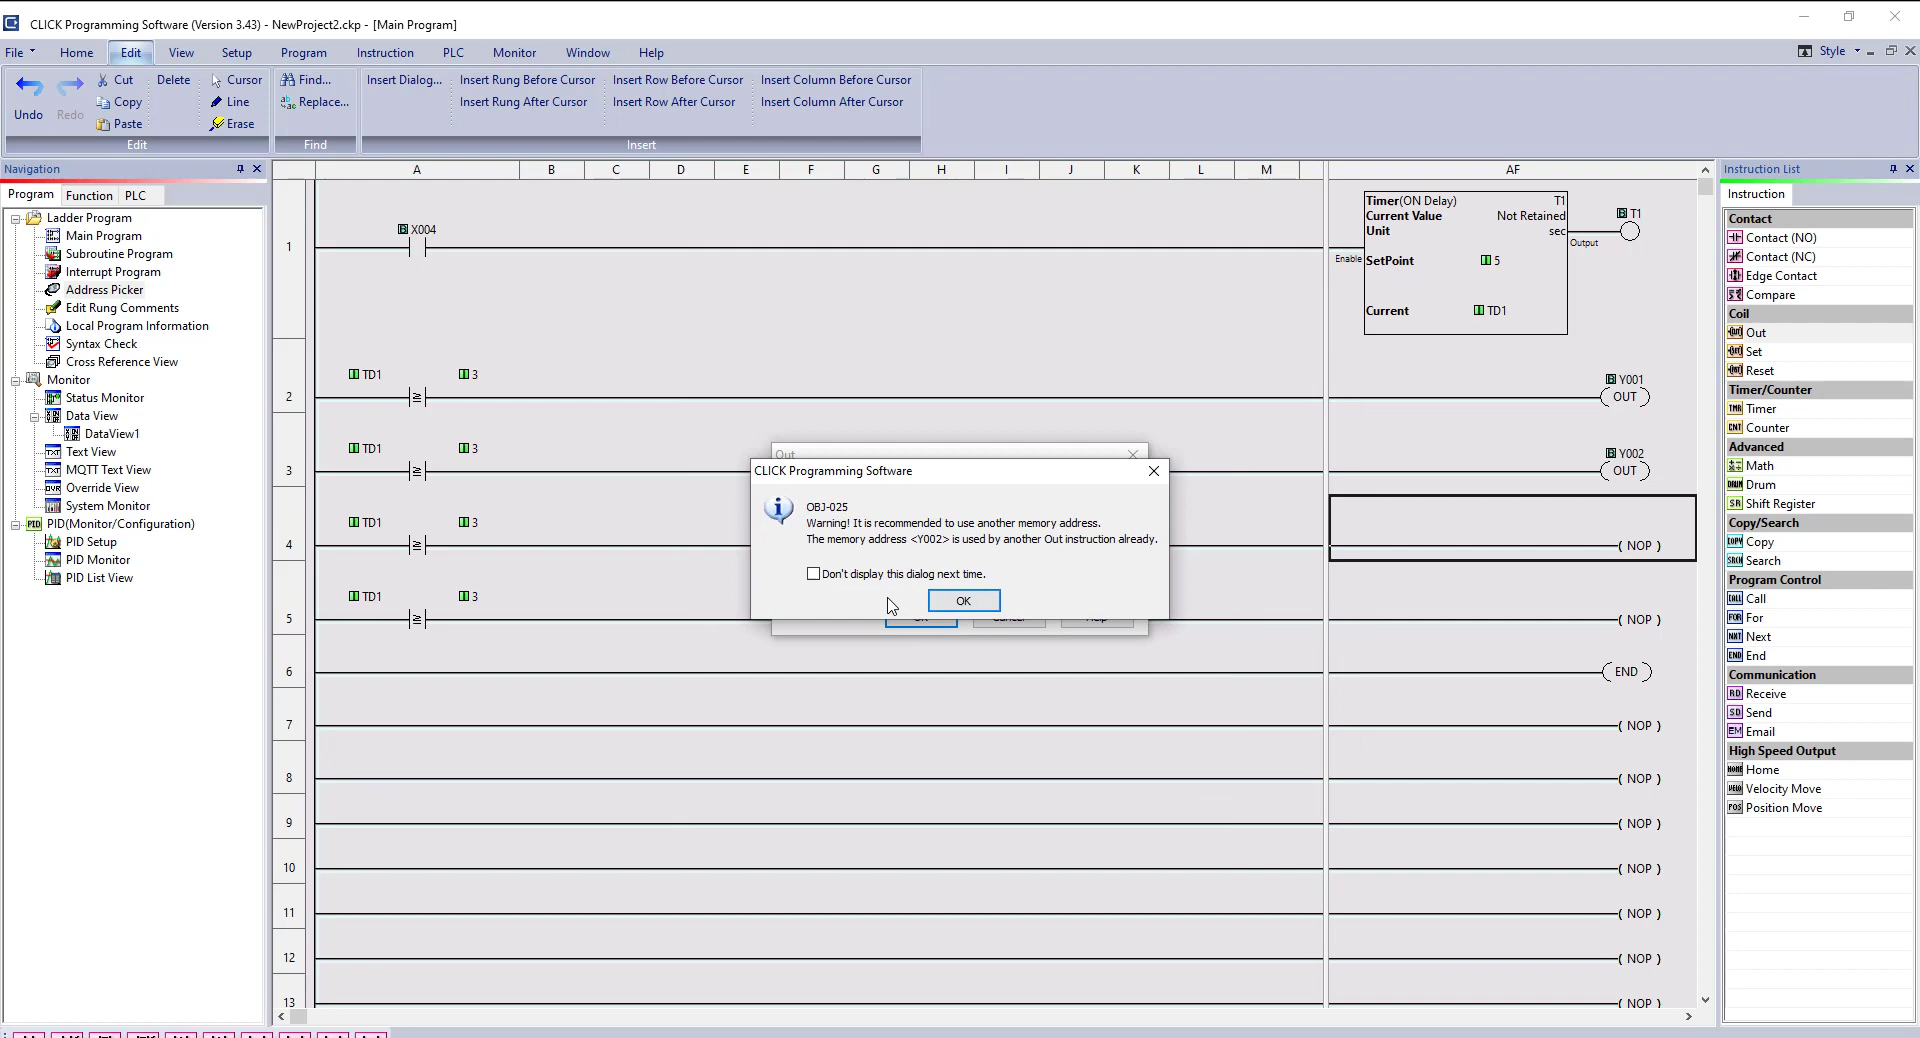 CLICK Programming Software (Version 3.43) - NewProject2.ckp - [Main Program]
File Home Edit View Setup Program Instruction PLC Monitor Window Help Style
Undo Redo Cut Copy Paste Delete Cursor Line Erase
Edit
Find...
Replace...
Find
Insert Dialog... Insert Rung Before Cursor Insert Row Before Cursor Insert Column Before Cursor
Insert Rung After Cursor Insert Row After Cursor Insert Column After Cursor
Insert
Navigation
Program Function PLC
Ladder Program
Main Program
Subroutine Program
Interrupt Program
Address Picker
Edit Rung Comments
Local Program Information
Syntax Check
Cross Reference View
Monitor
Status Monitor
Data View
DataView1
Text View
MQTT Text View
Override View
System Monitor
PID(Monitor/Configuration)
PID Setup
PID Monitor
PID List View
A B C D E F G H I J K L M AF
1
X004
Timer(ON Delay) T1
Current Value Not Retained
Unit sec
Enable SetPoint 5
Current TD1
Output
T1
2
TD1 ≥ 3
Y001
OUT
3
TD1 ≥ 3
Y002
OUT
4
TD1 ≥ 3
NOP
5
TD1 ≥ 3
NOP
6
END
7
NOP
8
NOP
9
NOP
10
NOP
11
NOP
12
NOP
13
NOP
Out
CLICK Programming Software
OBJ-025
Warning! It is recommended to use another memory address.
The memory address <Y002> is used by another Out instruction already.
Don't display this dialog next time.
OK
Instruction List
Instruction
Contact
Contact (NO)
Contact (NC)
Edge Contact
Compare
Coil
Out
Set
Reset
Timer/Counter
Timer
Counter
Advanced
Math
Drum
Shift Register
Copy/Search
Copy
Search
Program Control
Call
For
Next
End
Communication
Receive
Send
Email
High Speed Output
Home
Velocity Move
Position Move